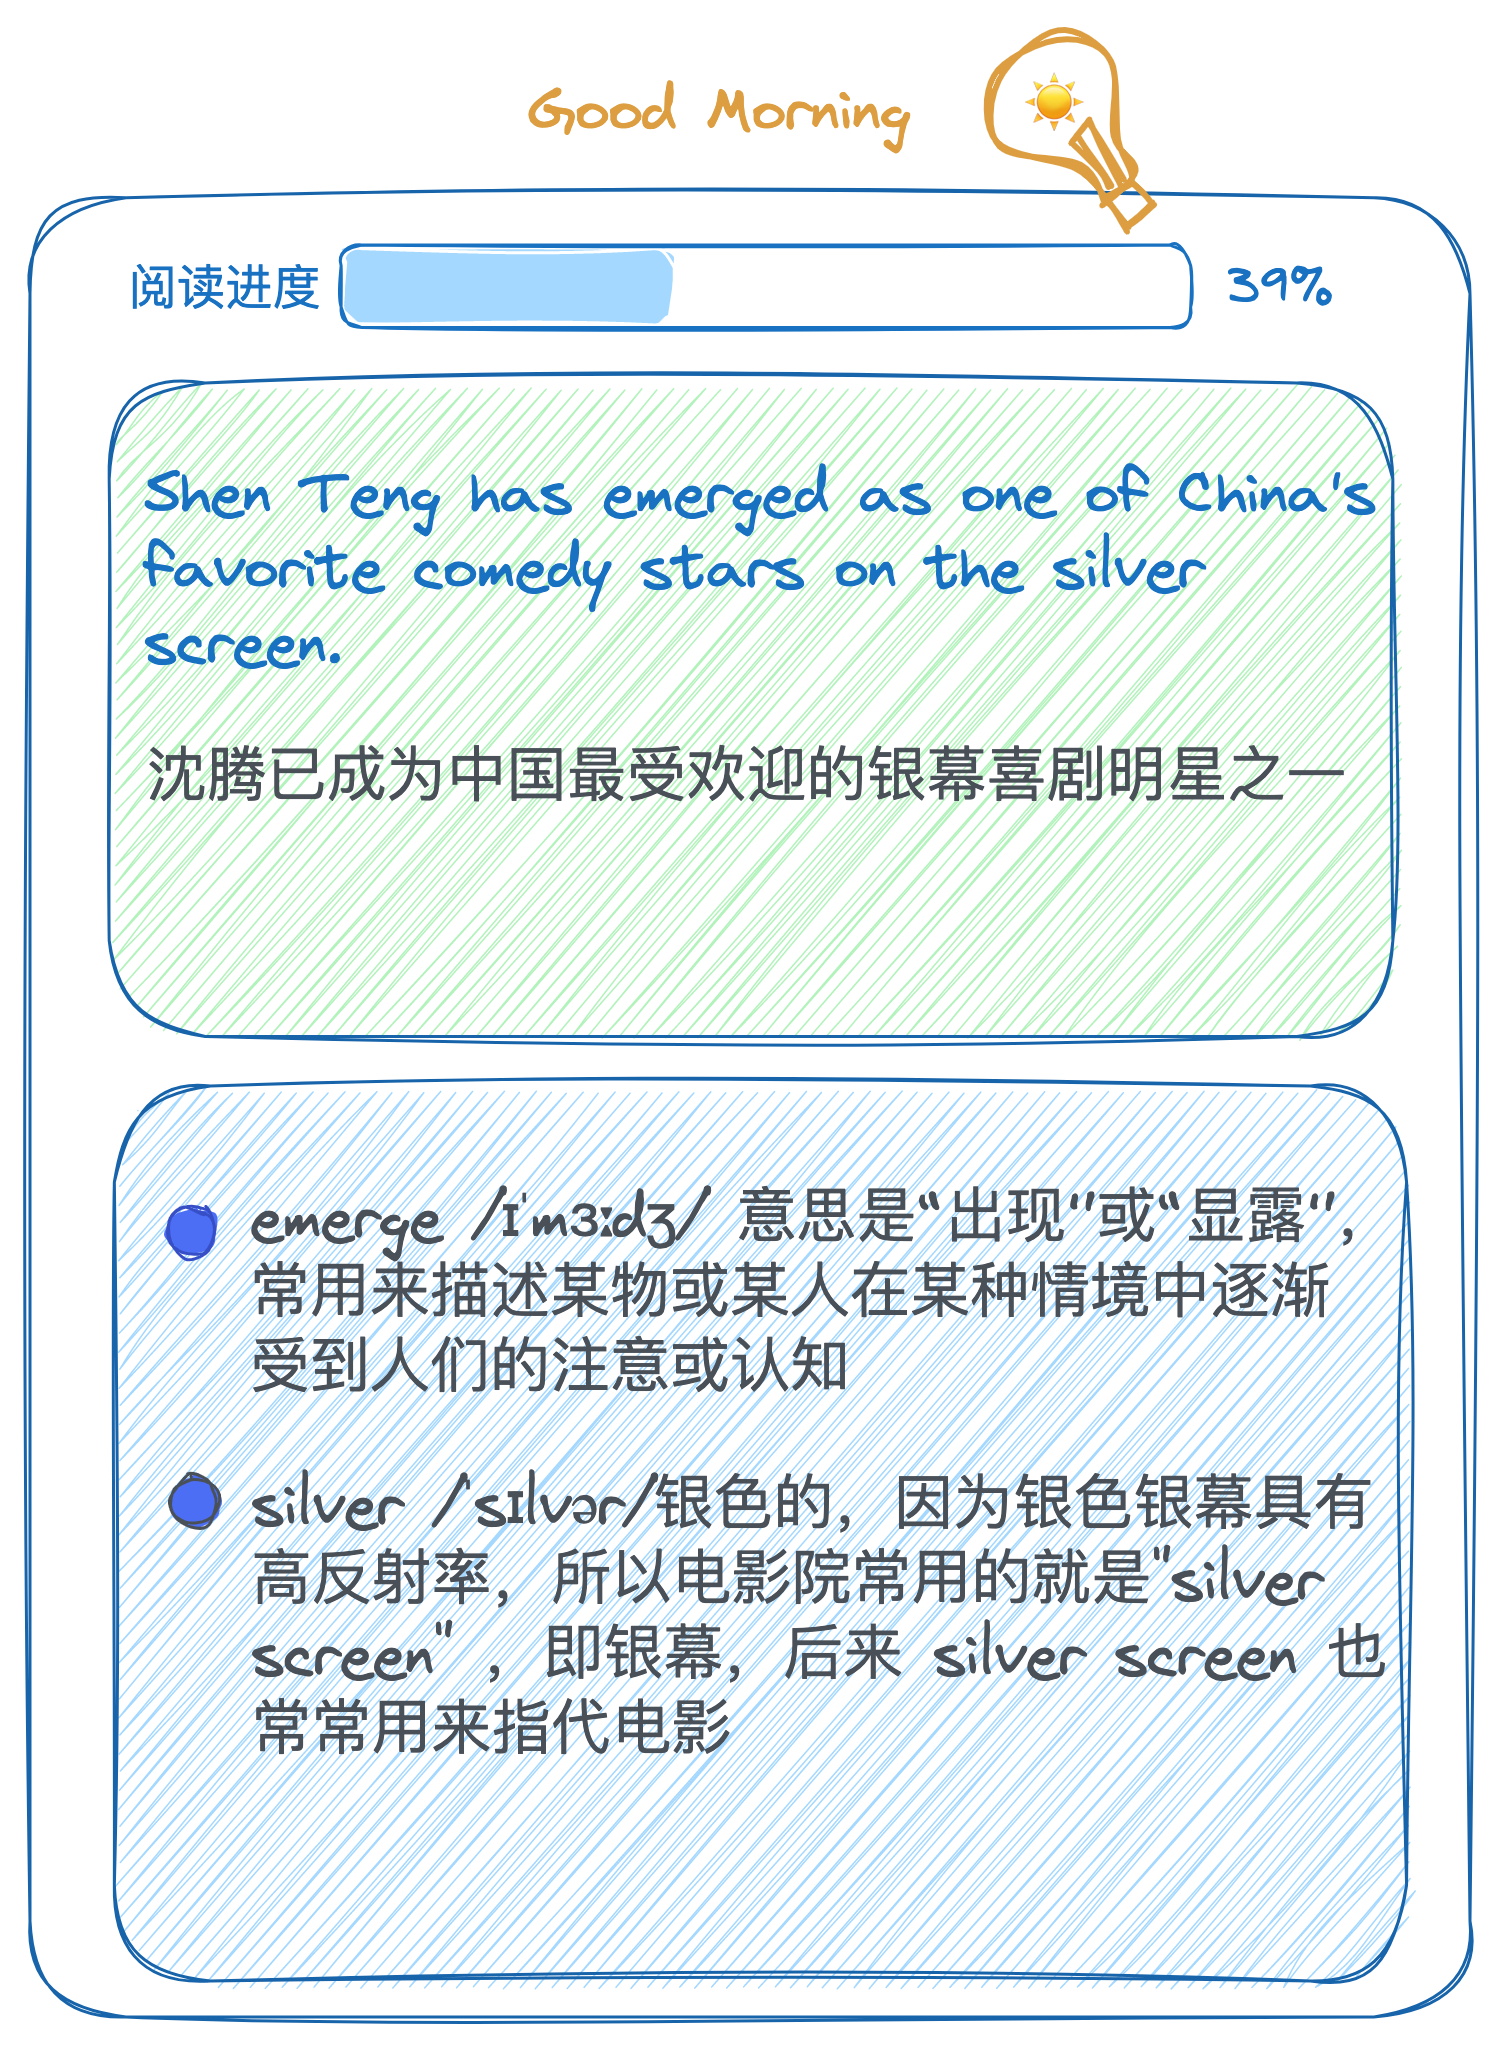 Good Morning
阅读进度 39%
Shen Teng has emerged as one of China's
favorite comedy stars on the silver
screen.
沈腾已成为中国最受欢迎的银幕喜剧明星之一
emerge /ɪˈmɜːdʒ/ 意思是“出现”或“显露”，
常用来描述某物或某人在某种情境中逐渐
受到人们的注意或认知
silver /ˈsɪlvər/银色的，因为银色银幕具有
高反射率，所以电影院常用的就是"silver
screen"，即银幕，后来 silver screen 也
常常用来指代电影